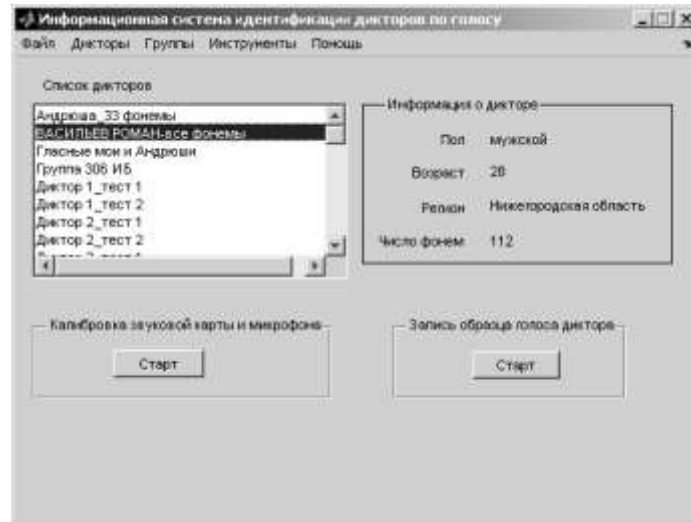 Информационная система идентификации дикторов по голосу
Файл Дикторы Группы Инструменты Помощь
Список дикторов
Андрюша_33 фонемы
ВАСИЛЬЕВ РОМАН-все фонемы
Гласные мои и Андрюши
Группа 306 ИБ
Диктор 1_тест 1
Диктор 1_тест 2
Диктор 2_тест 1
Диктор 2_тест 2
Информация о дикторе
Пол мужской
Возраст 26
Регион Нижегородская область
Число фонем 112
Калибровка звуковой карты и микрофона
Старт
Запись образца голоса диктора
Старт